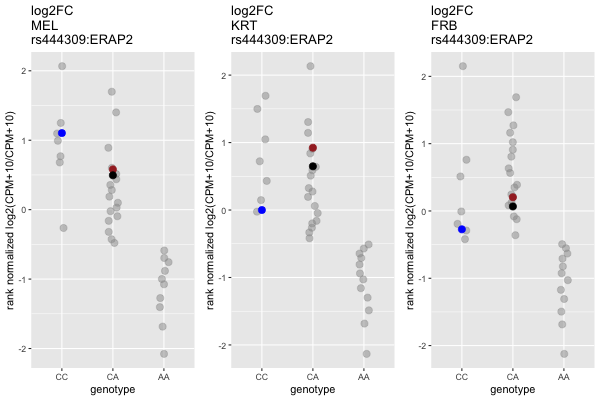 log2FC
MEL
rs444309:ERAP2
rank normalized log2(CPM+10/CPM+10)
2
1
0
-1
-2
CC
CA
AA
genotype
log2FC
KRT
rs444309:ERAP2
rank normalized log2(CPM+10/CPM+10)
2
1
0
-1
-2
CC
CA
AA
genotype
log2FC
FRB
rs444309:ERAP2
rank normalized log2(CPM+10/CPM+10)
2
1
0
-1
-2
CC
CA
AA
genotype